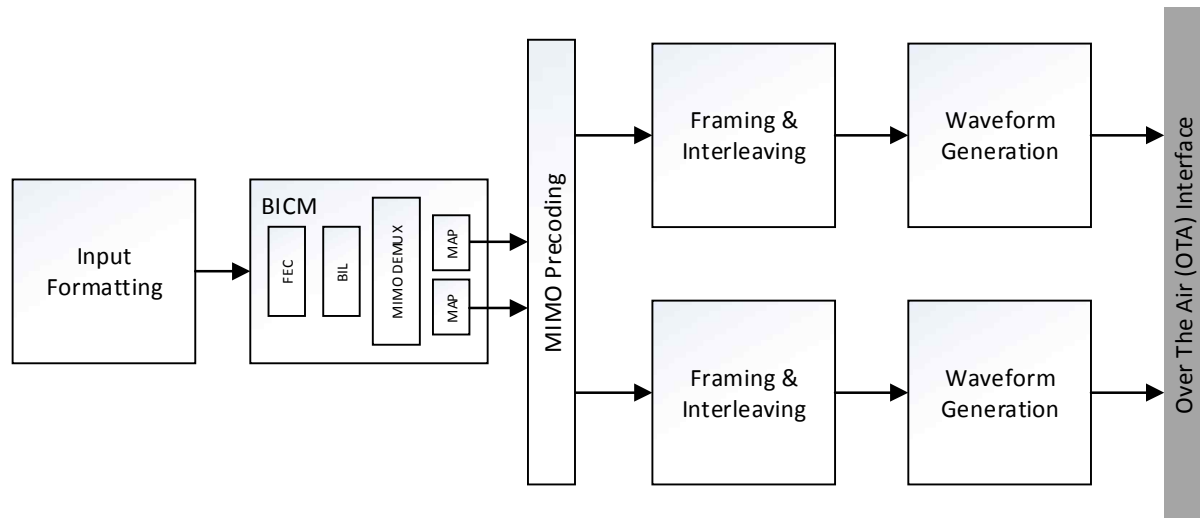 Input
Formatting
BICM
FEC
BIL
MIMO DEMUX
MAP
MAP
MIMO Precoding
Framing &
Interleaving
Waveform
Generation
Framing &
Interleaving
Waveform
Generation
Over The Air (OTA) Interface